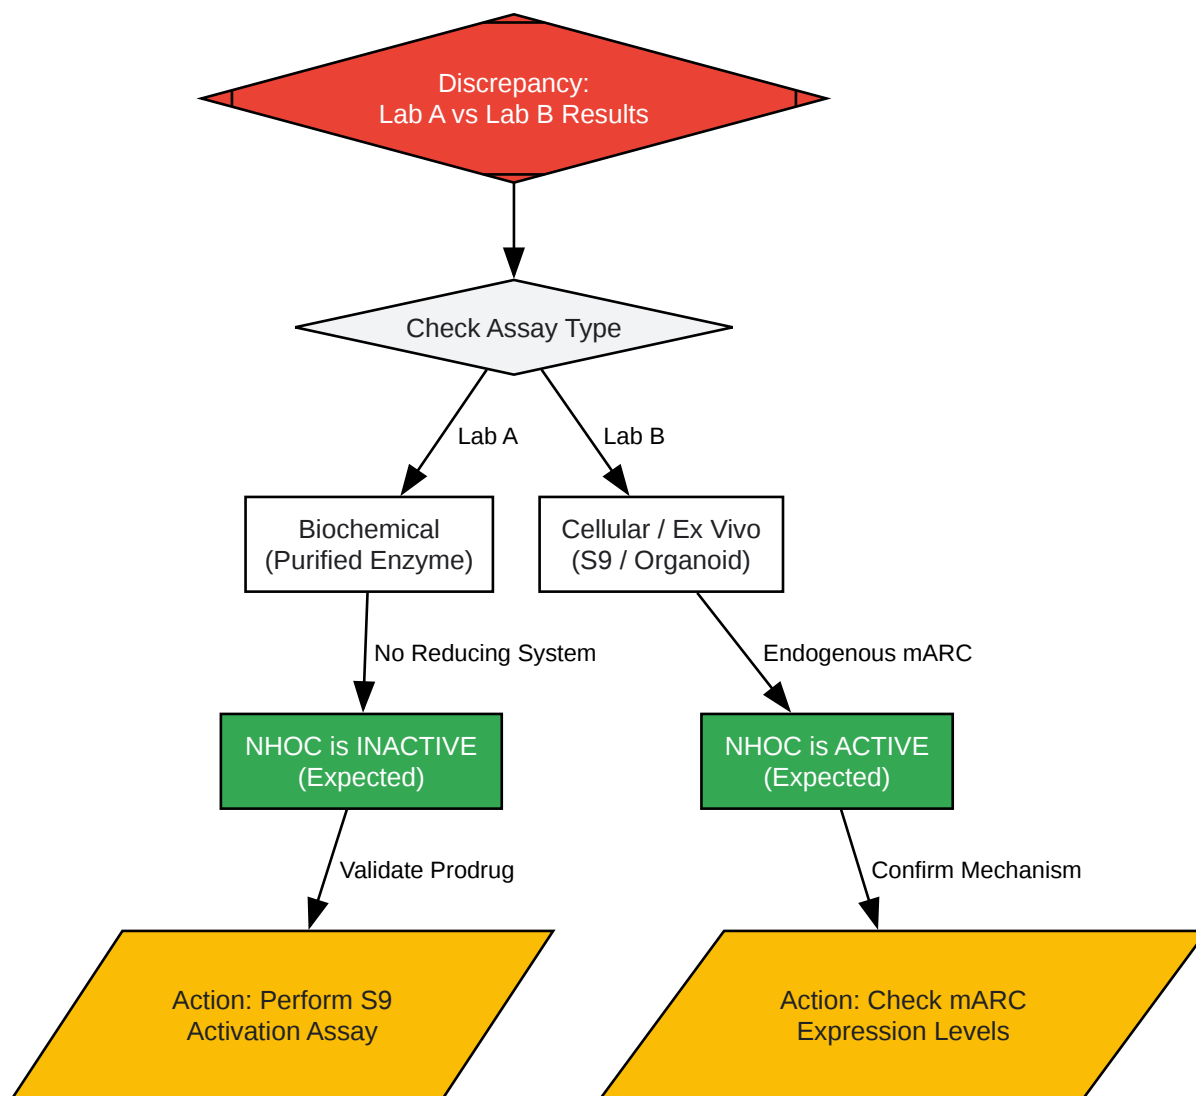 Discrepancy:
Lab A vs Lab B Results
Check Assay Type
Lab A
Lab B
Biochemical
(Purified Enzyme)
Cellular / Ex Vivo
(S9 / Organoid)
No Reducing System
Endogenous mARC
NHOC is INACTIVE
(Expected)
NHOC is ACTIVE
(Expected)
Validate Prodrug
Confirm Mechanism
Action: Perform S9
Activation Assay
Action: Check mARC
Expression Levels